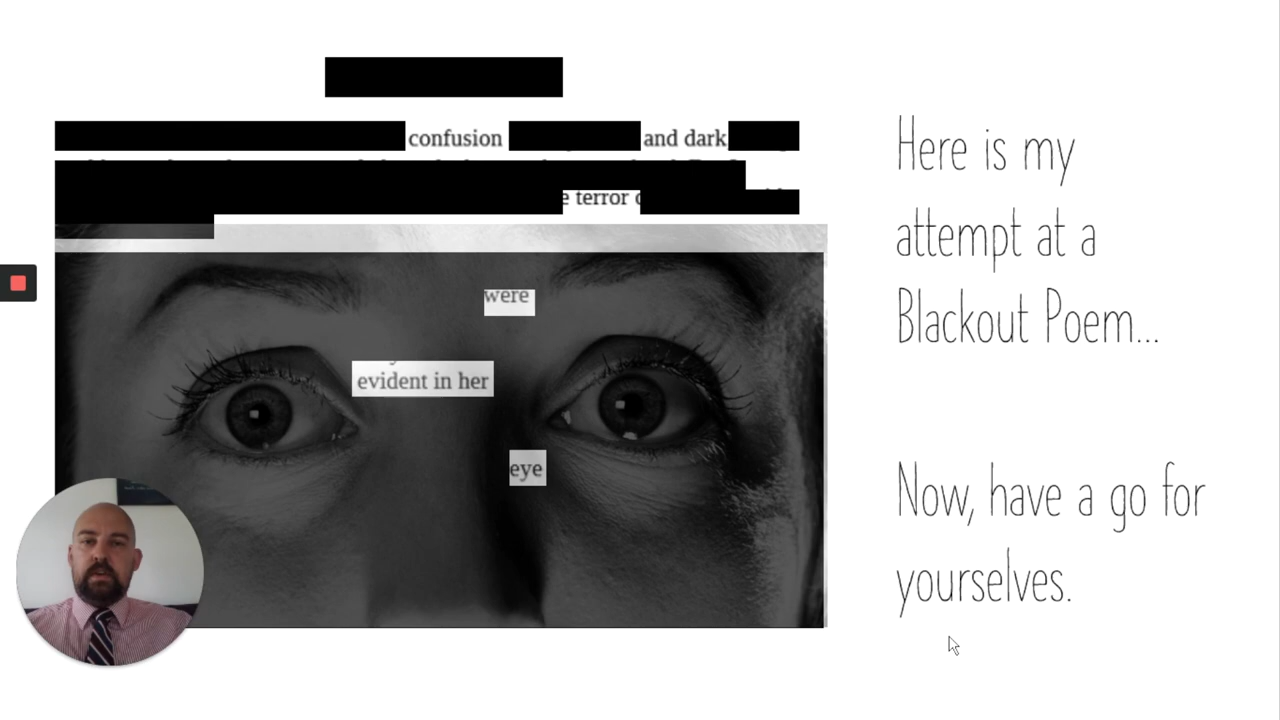 confusion and dark
e terror
were
evident in her
eye
Here is my
attempt at a
Blackout Poem...
Now, have a go for
yourselves.